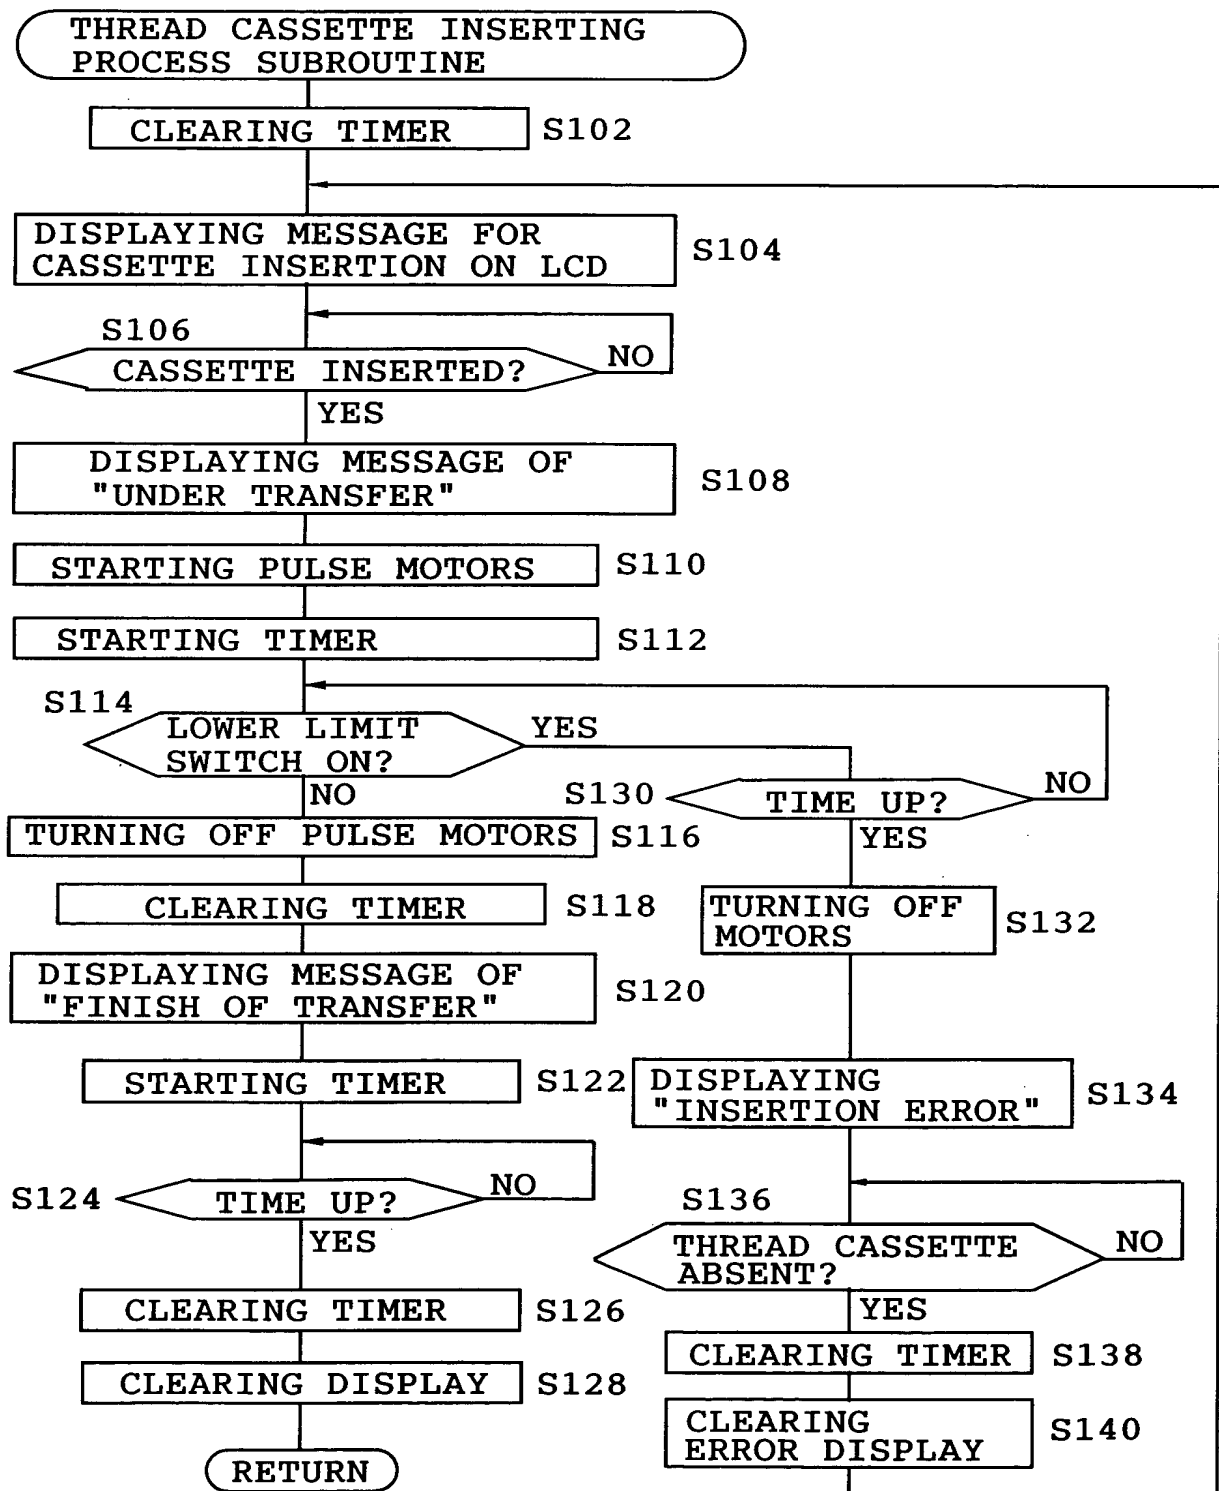 THREAD CASSETTE INSERTING
PROCESS SUBROUTINE
CLEARING TIMER
S102
DISPLAYING MESSAGE FOR
CASSETTE INSERTION ON LCD
S104
S106
CASSETTE INSERTED?
NO
YES
DISPLAYING MESSAGE OF
"UNDER TRANSFER"
S108
STARTING PULSE MOTORS
S110
STARTING TIMER
S112
S114
LOWER LIMIT
SWITCH ON?
YES
NO
S130
TIME UP?
NO
YES
TURNING OFF PULSE MOTORS
S116
CLEARING TIMER
S118
TURNING OFF
MOTORS
S132
DISPLAYING MESSAGE OF
"FINISH OF TRANSFER"
S120
STARTING TIMER
S122
DISPLAYING
"INSERTION ERROR"
S134
S124
TIME UP?
NO
YES
S136
THREAD CASSETTE
ABSENT?
NO
YES
CLEARING TIMER
S126
CLEARING TIMER
S138
CLEARING DISPLAY
S128
CLEARING
ERROR DISPLAY
S140
RETURN